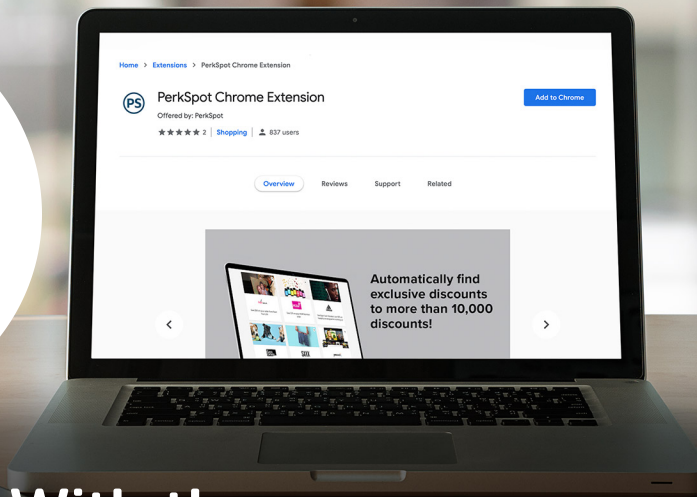 Home > Extensions > PerkSpot Chrome Extension
PS
PerkSpot Chrome Extension
Add to Chrome
Offered by: PerkSpot
★★★★★ 2 | Shopping | 837 users
Overview Reviews Support Related
Automatically find
exclusive discounts
to more than 10,000
discounts!